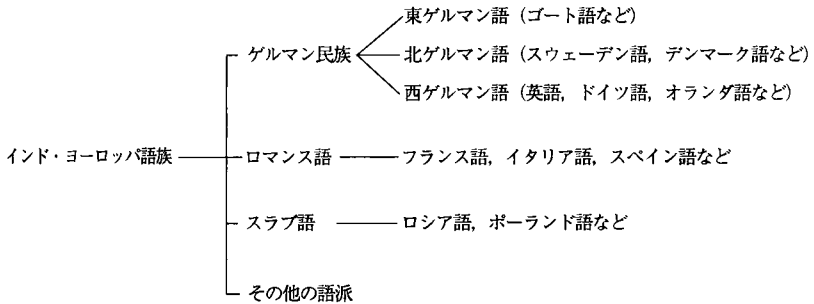 東ゲルマン語（ゴート語など）
ゲルマン民族
北ゲルマン語（スウェーデン語，デンマーク語など）
西ゲルマン語（英語，ドイツ語，オランダ語など）
インド・ヨーロッパ語族
ロマンス語
フランス語，イタリア語，スペイン語など
スラブ語
ロシア語，ポーランド語など
その他の語派